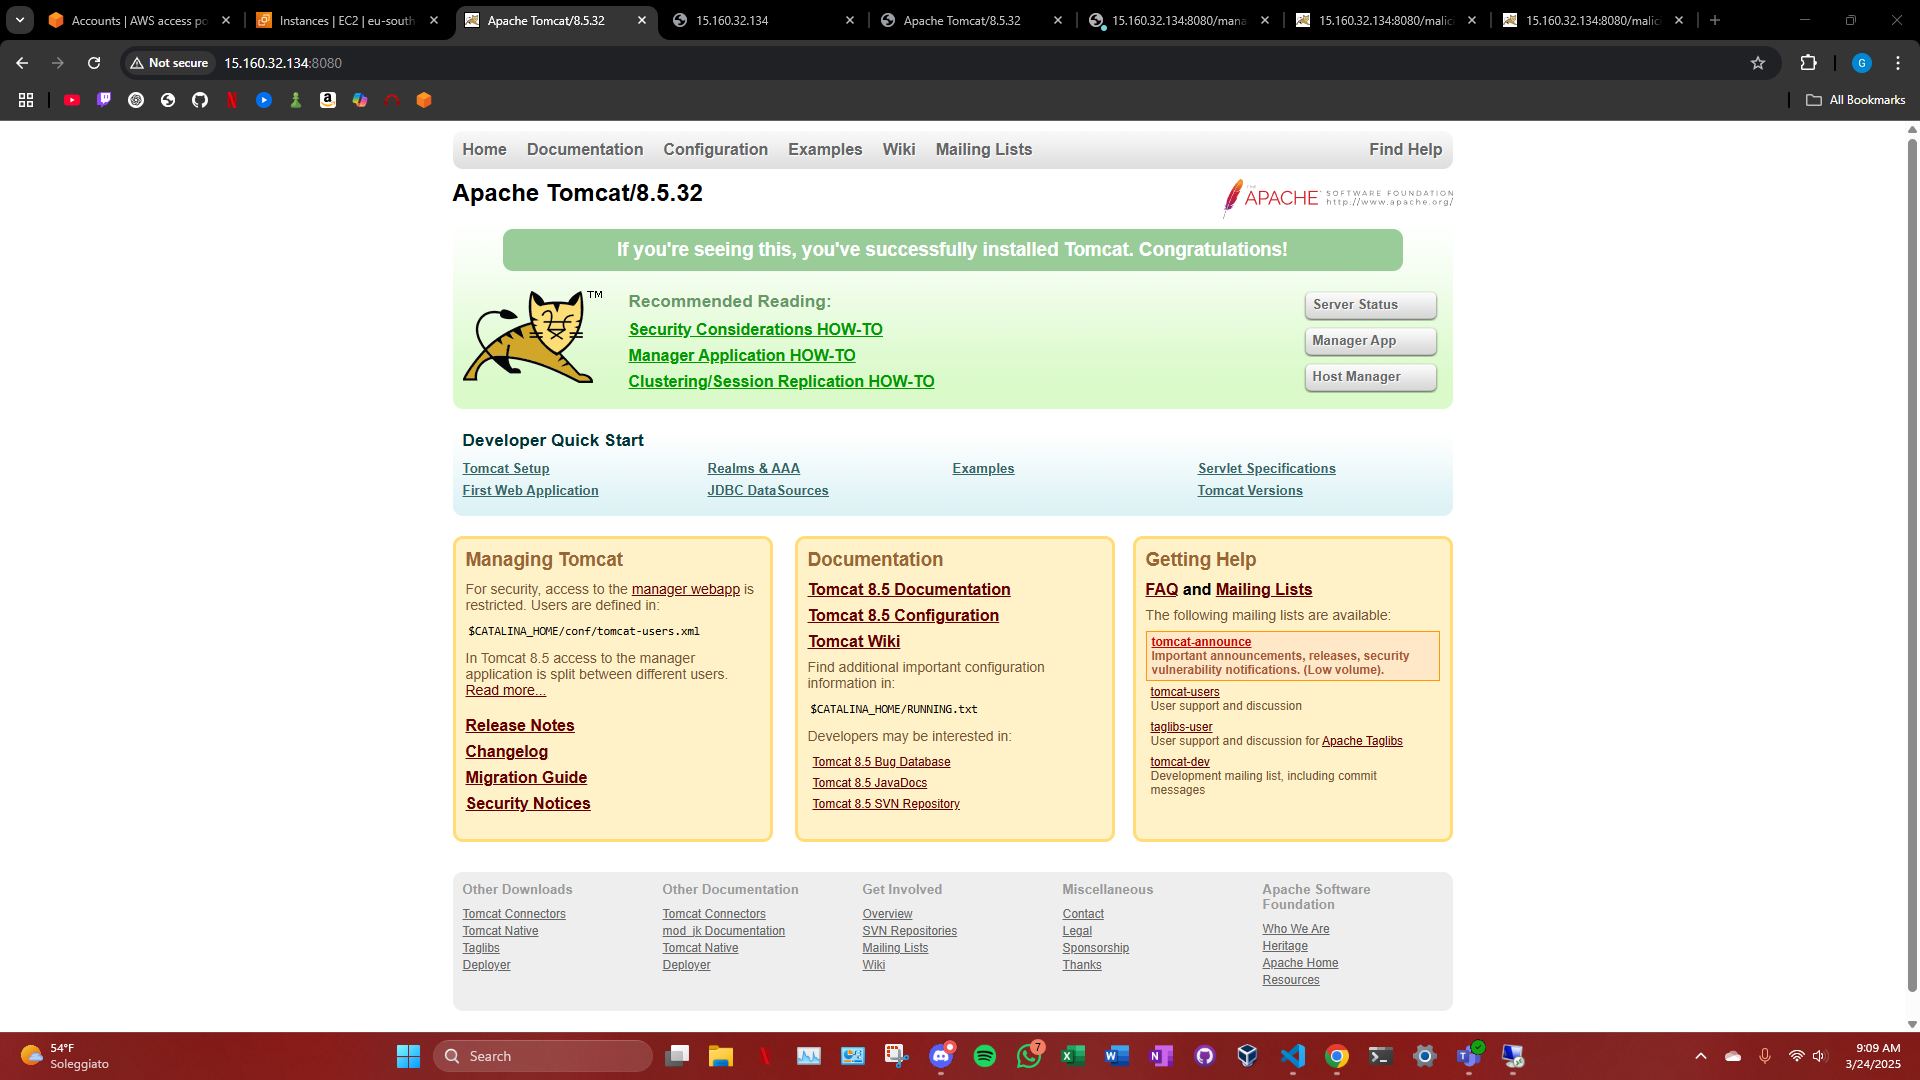 Accounts | AWS access po
Instances | EC2 | eu-south
Apache Tomcat/8.5.32
15.160.32.134
Apache Tomcat/8.5.32
15.160.32.134:8080/mana
15.160.32.134:8080/malic
15.160.32.134:8080/malic
Not secure
15.160.32.134:8080
G
All Bookmarks
Home
Documentation
Configuration
Examples
Wiki
Mailing Lists
Find Help
Apache Tomcat/8.5.32
THE APACHE SOFTWARE FOUNDATION
http://www.apache.org/
If you're seeing this, you've successfully installed Tomcat. Congratulations!
TM
Recommended Reading:
Security Considerations HOW-TO
Manager Application HOW-TO
Clustering/Session Replication HOW-TO
Server Status
Manager App
Host Manager
Developer Quick Start
Tomcat Setup
First Web Application
Realms & AAA
JDBC DataSources
Examples
Servlet Specifications
Tomcat Versions
Managing Tomcat
For security, access to the manager webapp is
restricted. Users are defined in:
$CATALINA_HOME/conf/tomcat-users.xml
In Tomcat 8.5 access to the manager
application is split between different users.
Read more...
Release Notes
Changelog
Migration Guide
Security Notices
Documentation
Tomcat 8.5 Documentation
Tomcat 8.5 Configuration
Tomcat Wiki
Find additional important configuration
information in:
$CATALINA_HOME/RUNNING.txt
Developers may be interested in:
Tomcat 8.5 Bug Database
Tomcat 8.5 JavaDocs
Tomcat 8.5 SVN Repository
Getting Help
FAQ and Mailing Lists
The following mailing lists are available:
tomcat-announce
Important announcements, releases, security
vulnerability notifications. (Low volume).
tomcat-users
User support and discussion
taglibs-user
User support and discussion for Apache Taglibs
tomcat-dev
Development mailing list, including commit
messages
Other Downloads
Tomcat Connectors
Tomcat Native
Taglibs
Deployer
Other Documentation
Tomcat Connectors
mod_jk Documentation
Tomcat Native
Deployer
Get Involved
Overview
SVN Repositories
Mailing Lists
Wiki
Miscellaneous
Contact
Legal
Sponsorship
Thanks
Apache Software
Foundation
Who We Are
Heritage
Apache Home
Resources
54°F
Soleggiato
Search
7
9:09 AM
3/24/2025